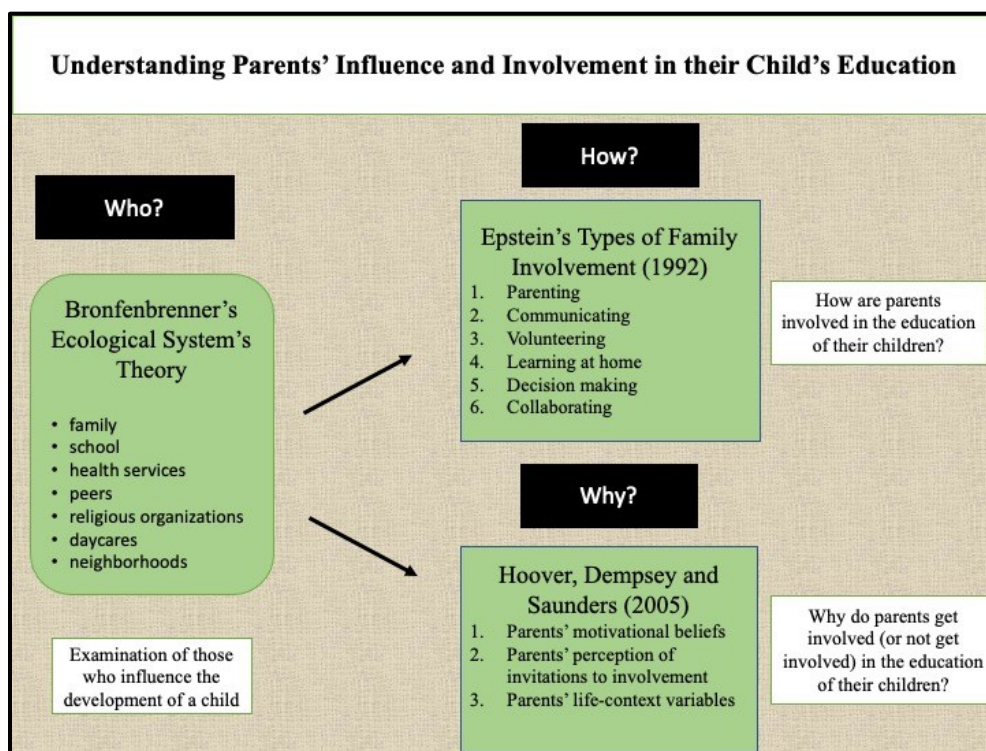 Understanding Parents’ Influence and Involvement in their Child’s Education
Who?
Bronfenbrenner’s
Ecological System’s
Theory
• family
• school
• health services
• peers
• religious organizations
• daycares
• neighborhoods
Examination of those
who influence the
development of a child
How?
Epstein’s Types of Family
Involvement (1992)
1. Parenting
2. Communicating
3. Volunteering
4. Learning at home
5. Decision making
6. Collaborating
How are parents
involved in the education
of their children?
Why?
Hoover, Dempsey and
Saunders (2005)
1. Parents’ motivational beliefs
2. Parents’ perception of
invitations to involvement
3. Parents’ life-context variables
Why do parents get
involved (or not get
involved) in the education
of their children?